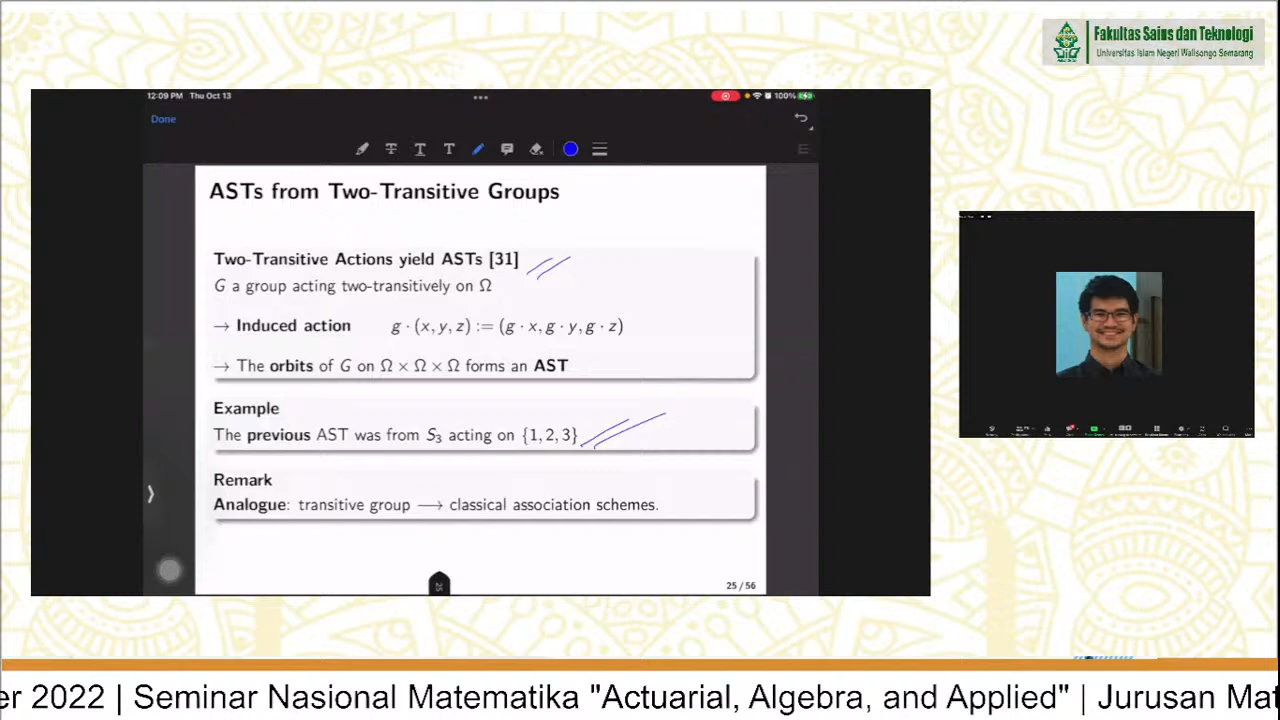 Fakultas Sains dan Teknologi
Universitas Islam Negeri Walisongo Semarang
12:09 PM Thu Oct 13
100%
Done
T T T
ASTs from Two-Transitive Groups
Two-Transitive Actions yield ASTs [31]
G a group acting two-transitively on Ω
→ Induced action g · (x, y, z) := (g · x, g · y, g · z)
→ The orbits of G on Ω × Ω × Ω forms an AST
Example
The previous AST was from S₃ acting on {1, 2, 3}
Remark
Analogue: transitive group ⟶ classical association schemes.
25
25 / 56
er 2022 | Seminar Nasional Matematika "Actuarial, Algebra, and Applied" | Jurusan Mat